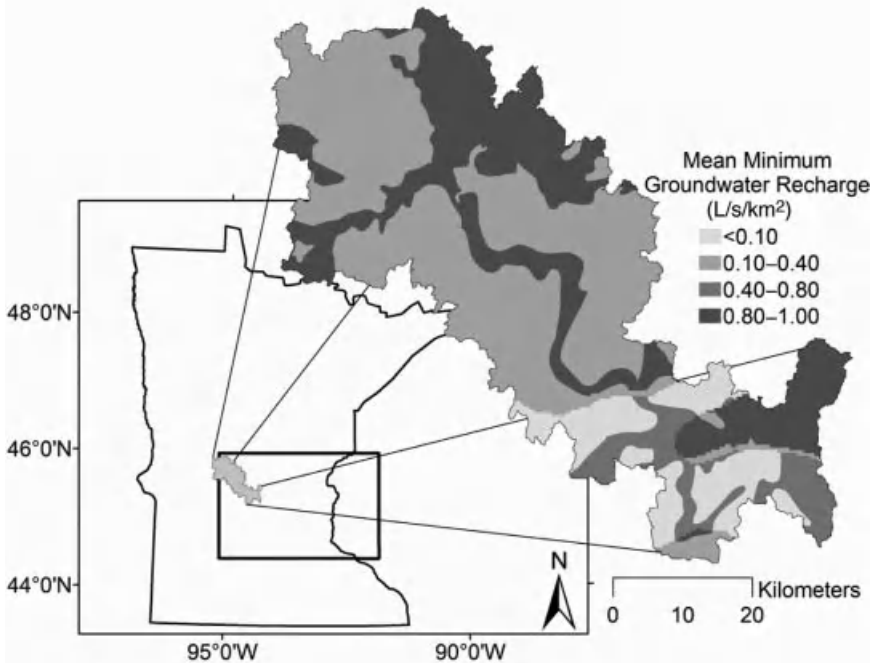 Mean Minimum
Groundwater Recharge
(L/s/km²)
<0.10
0.10–0.40
0.40–0.80
0.80–1.00
48°0'N
46°0'N
44°0'N
95°0'W
90°0'W
N
Kilometers
0 10 20